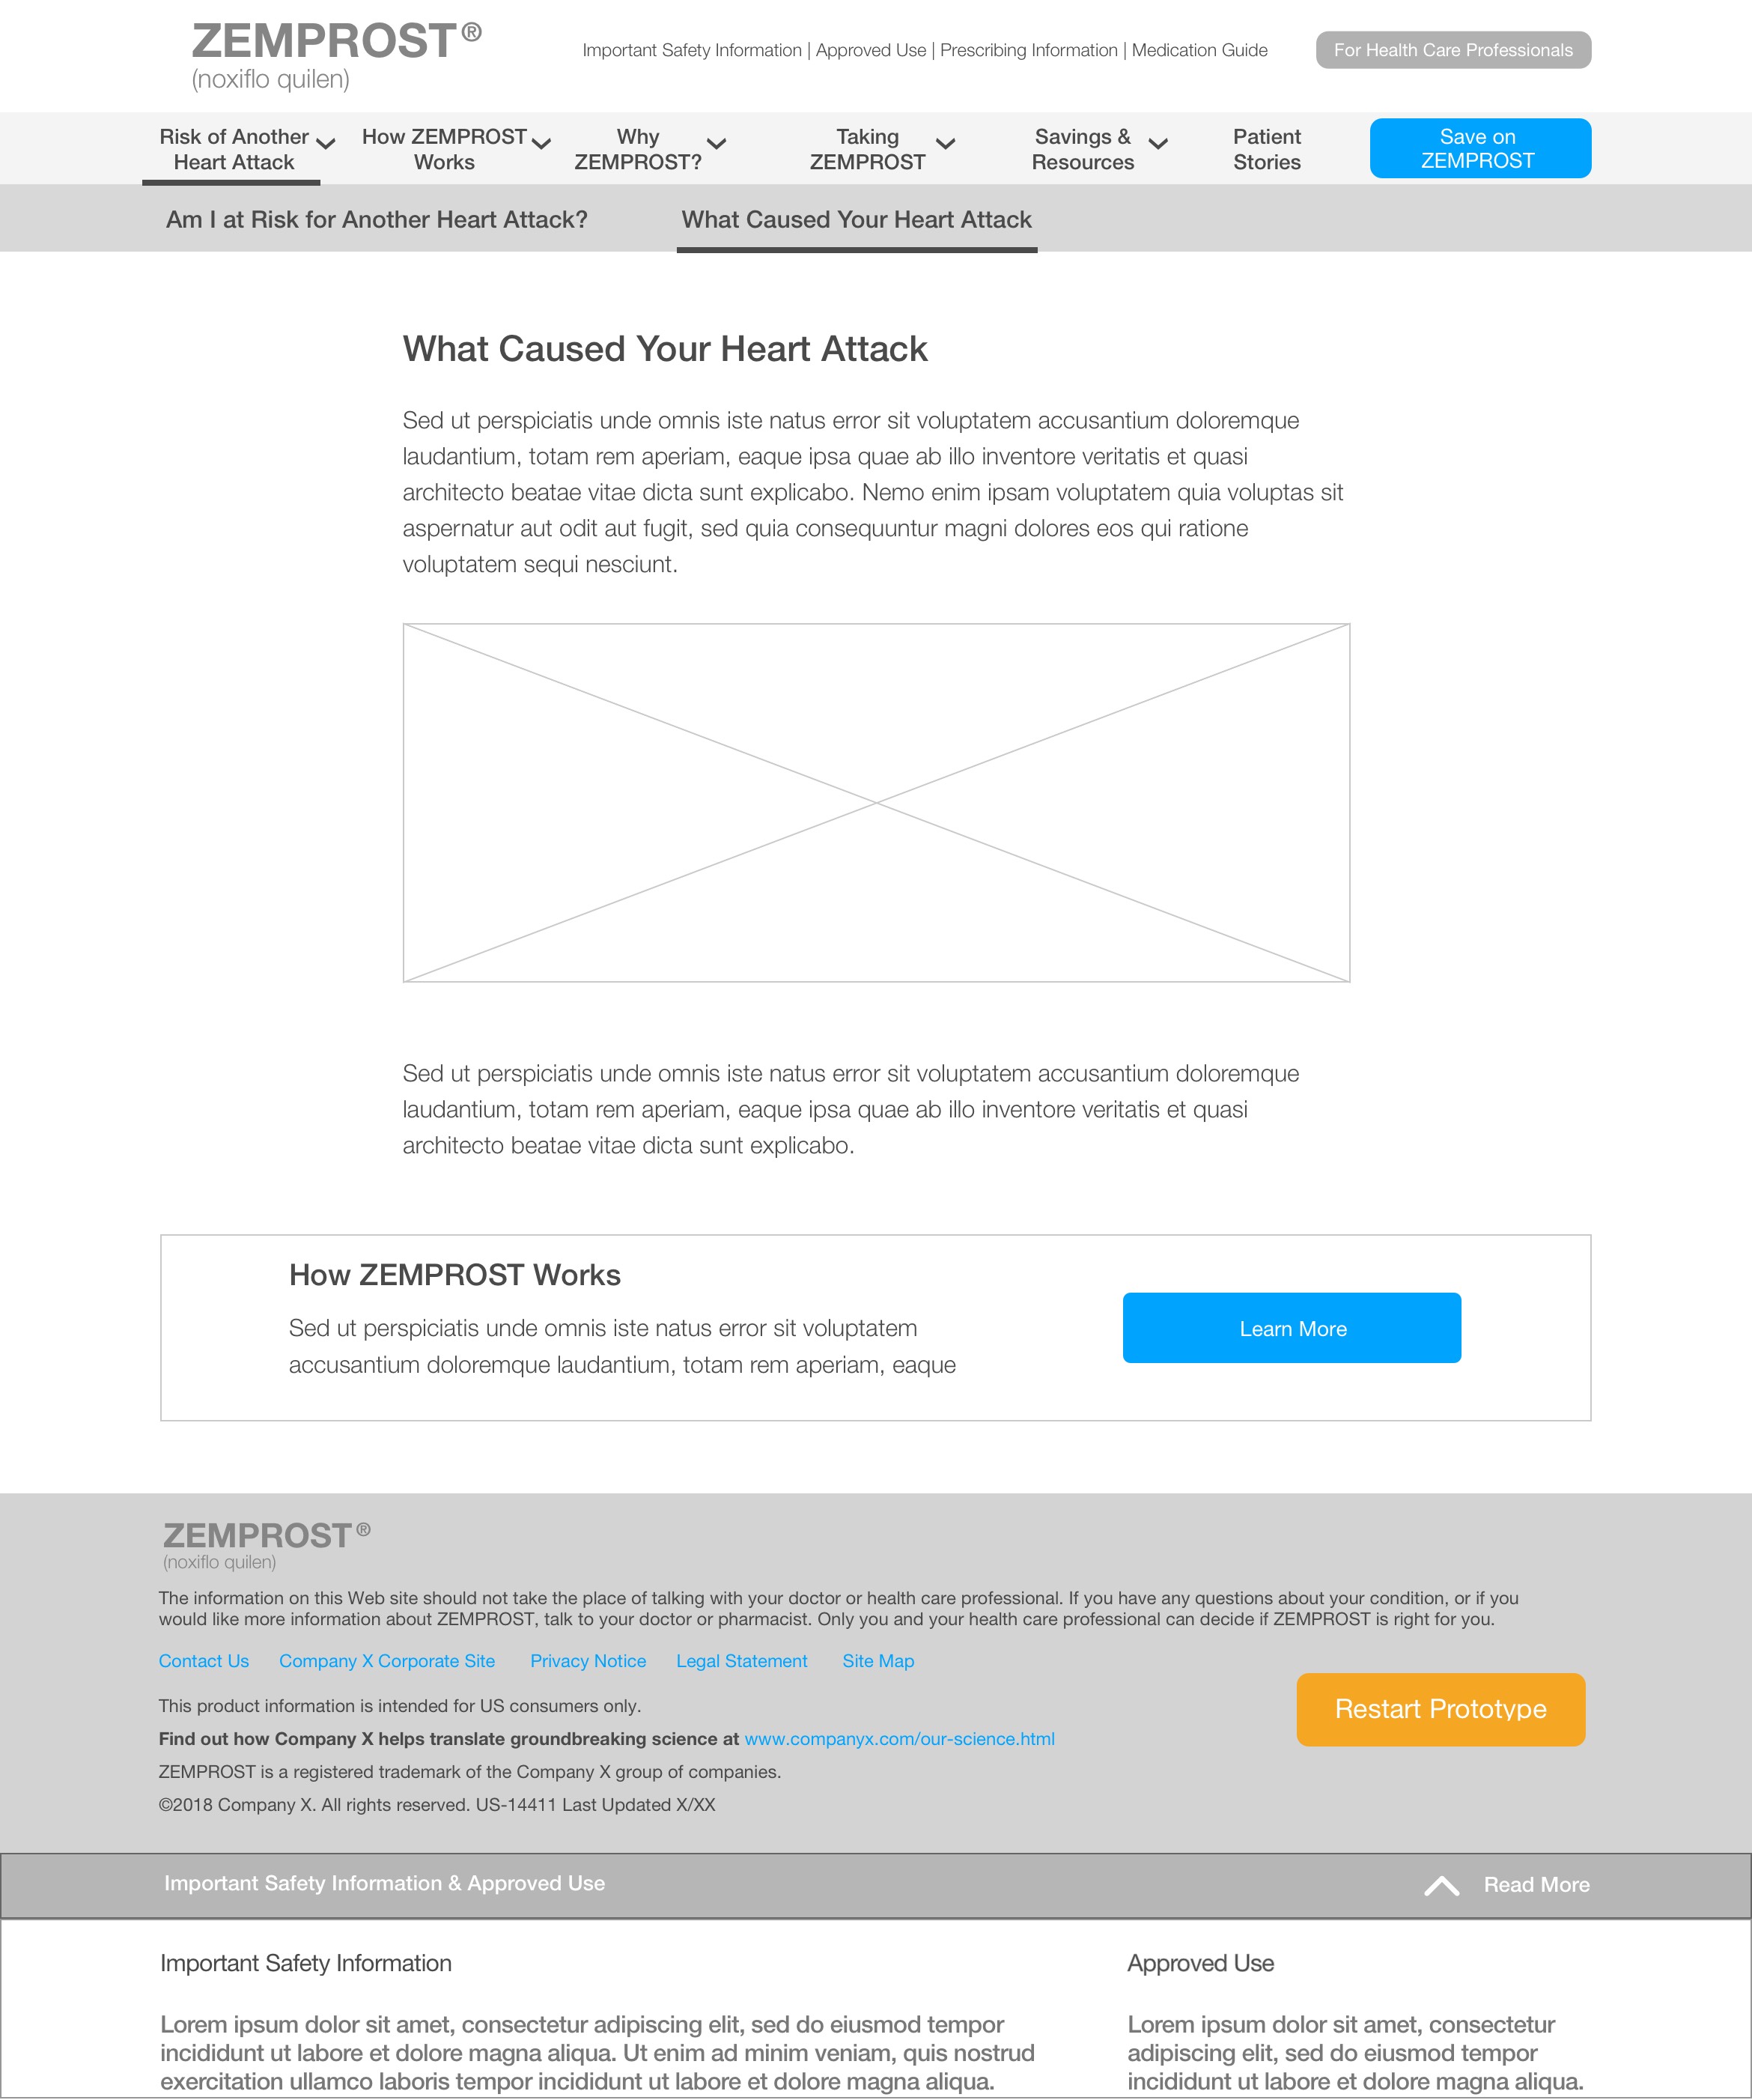 ZEMPROST®
(noxiflo quilen)
Important Safety Information | Approved Use | Prescribing Information | Medication Guide
For Health Care Professionals
Risk of Another
Heart Attack
How ZEMPROST
Works
Why
ZEMPROST?
Taking
ZEMPROST
Savings &
Resources
Patient
Stories
Save on
ZEMPROST
Am I at Risk for Another Heart Attack?
What Caused Your Heart Attack
What Caused Your Heart Attack
Sed ut perspiciatis unde omnis iste natus error sit voluptatem accusantium doloremque
laudantium, totam rem aperiam, eaque ipsa quae ab illo inventore veritatis et quasi
architecto beatae vitae dicta sunt explicabo. Nemo enim ipsam voluptatem quia voluptas sit
aspernatur aut odit aut fugit, sed quia consequuntur magni dolores eos qui ratione
voluptatem sequi nesciunt.
Sed ut perspiciatis unde omnis iste natus error sit voluptatem accusantium doloremque
laudantium, totam rem aperiam, eaque ipsa quae ab illo inventore veritatis et quasi
architecto beatae vitae dicta sunt explicabo.
How ZEMPROST Works
Sed ut perspiciatis unde omnis iste natus error sit voluptatem
accusantium doloremque laudantium, totam rem aperiam, eaque
Learn More
ZEMPROST®
(noxiflo quilen)
The information on this Web site should not take the place of talking with your doctor or health care professional. If you have any questions about your condition, or if you
would like more information about ZEMPROST, talk to your doctor or pharmacist. Only you and your health care professional can decide if ZEMPROST is right for you.
Contact Us Company X Corporate Site Privacy Notice Legal Statement Site Map
This product information is intended for US consumers only.
Find out how Company X helps translate groundbreaking science at www.companyx.com/our-science.html
ZEMPROST is a registered trademark of the Company X group of companies.
©2018 Company X. All rights reserved. US-14411 Last Updated X/XX
Restart Prototype
Important Safety Information & Approved Use
Read More
Important Safety Information
Lorem ipsum dolor sit amet, consectetur adipiscing elit, sed do eiusmod tempor
incididunt ut labore et dolore magna aliqua. Ut enim ad minim veniam, quis nostrud
exercitation ullamco laboris tempor incididunt ut labore et dolore magna aliqua.
Approved Use
Lorem ipsum dolor sit amet, consectetur
adipiscing elit, sed do eiusmod tempor
incididunt ut labore et dolore magna aliqua.